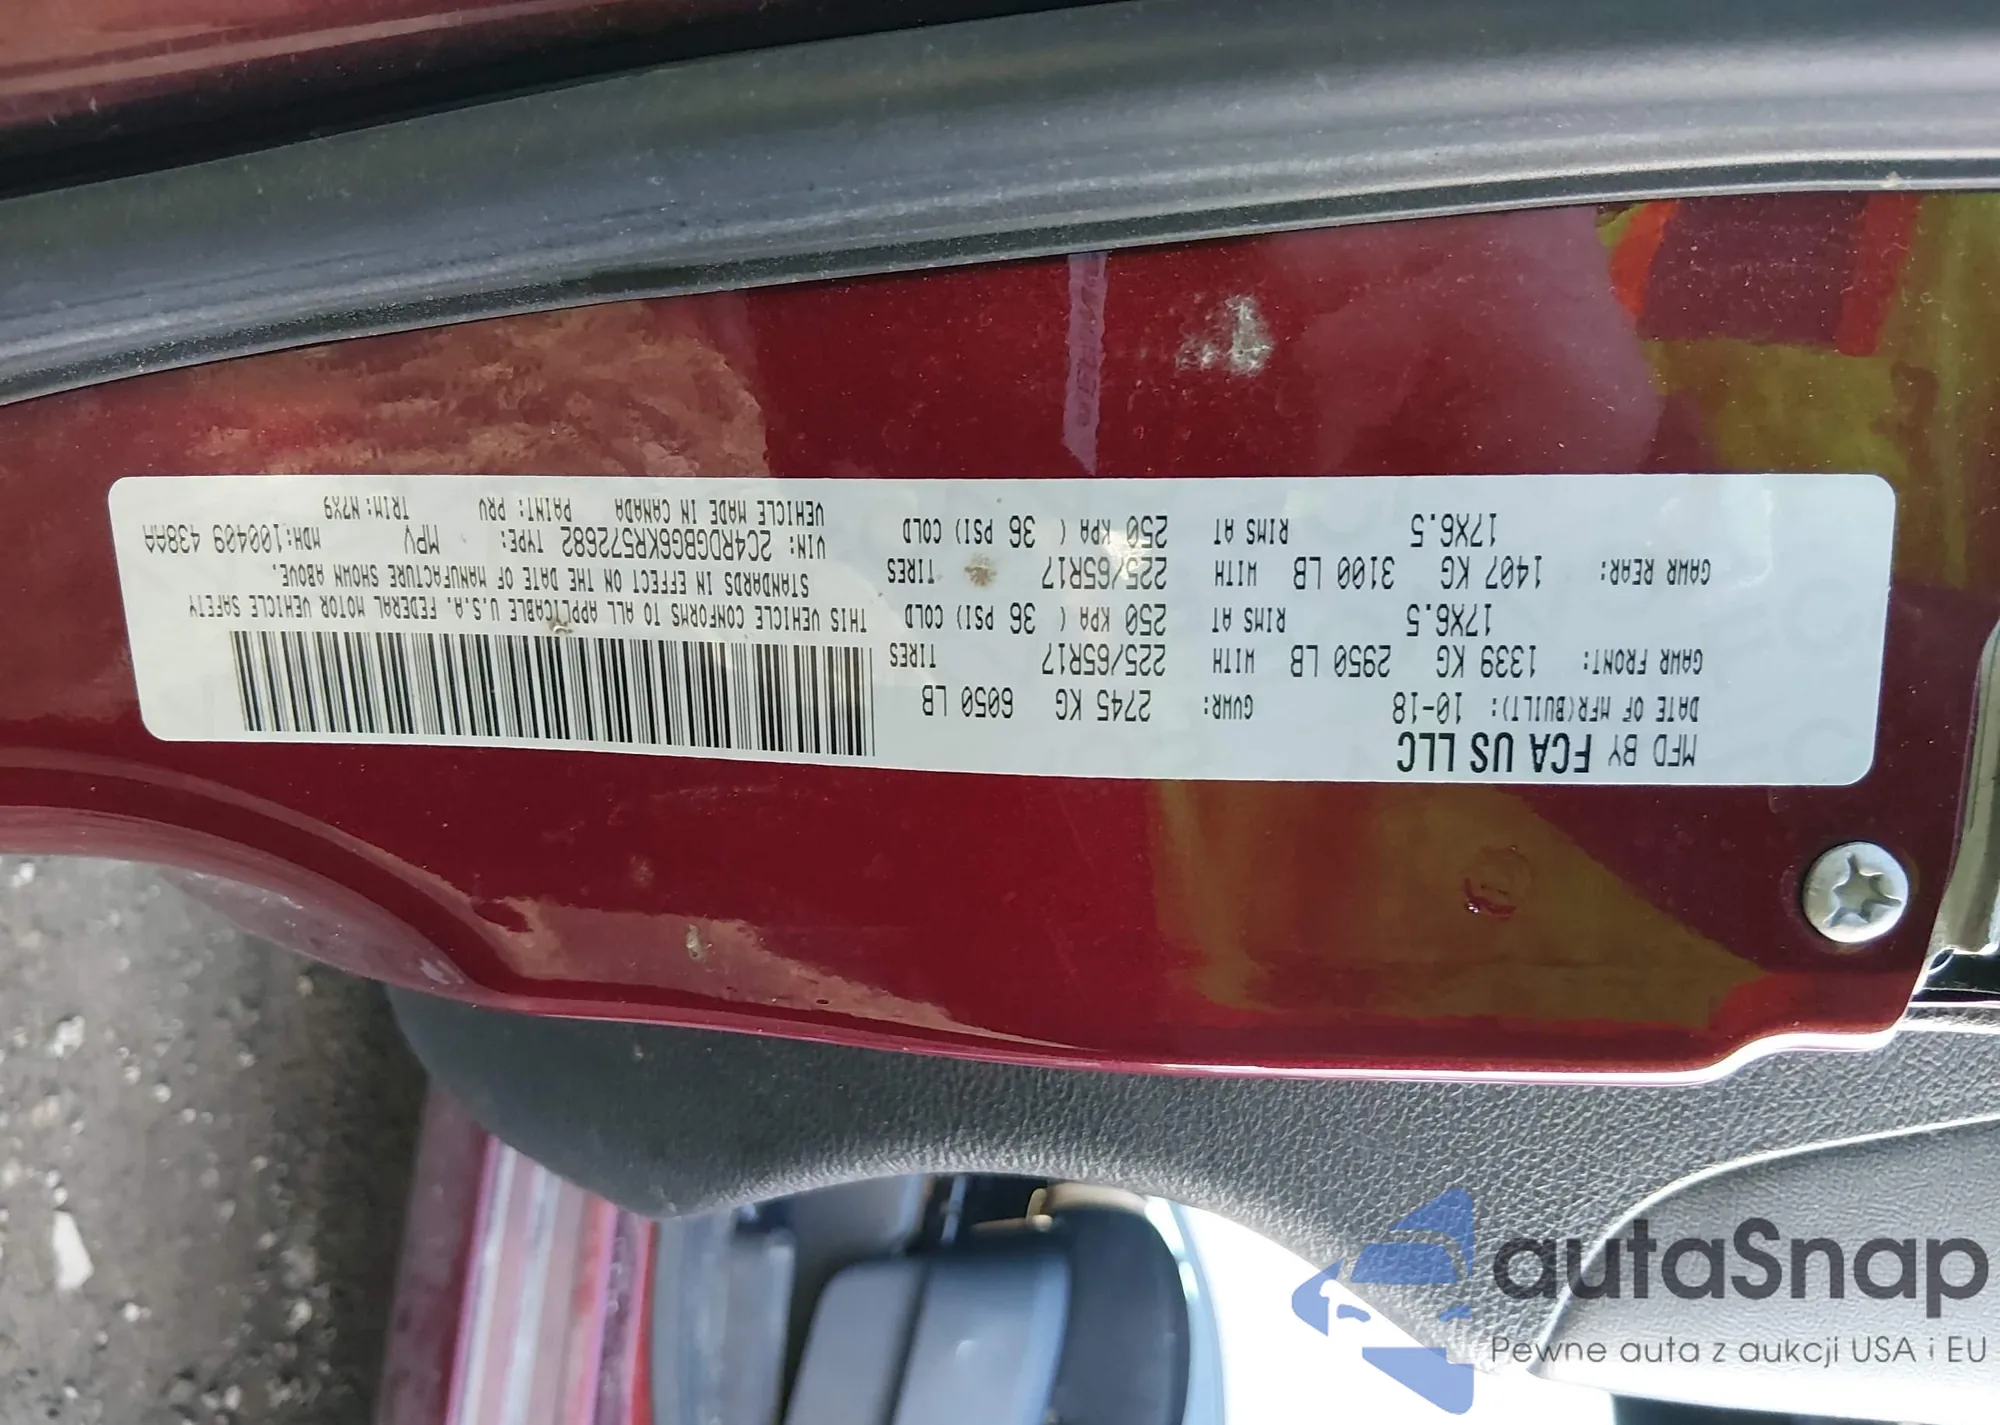 MFD BY FCA US LLC
DATE OF MFR(BUILT): 10-18 GVWR: 2745 KG 6050 LB
GAWR FRONT: 1339 KG 2950 LB WITH 225/65R17 TIRES
17X6.5 RIMS AT 250 KPA ( 36 PSI) COLD
GAWR REAR: 1407 KG 3100 LB WITH 225/65R17 TIRES
17X6.5 RIMS AT 250 KPA ( 36 PSI) COLD
THIS VEHICLE CONFORMS TO ALL APPLICABLE U.S.A. FEDERAL MOTOR VEHICLE SAFETY
STANDARDS IN EFFECT ON THE DATE OF MANUFACTURE SHOWN ABOVE.
VIN: 2C4RDGBG6KR572682 TYPE: MPV MDH:100409 438AA
VEHICLE MADE IN CANADA PAINT: PRV TRIM: N7X9
autaSnap
Pewne auta z aukcji USA i EU